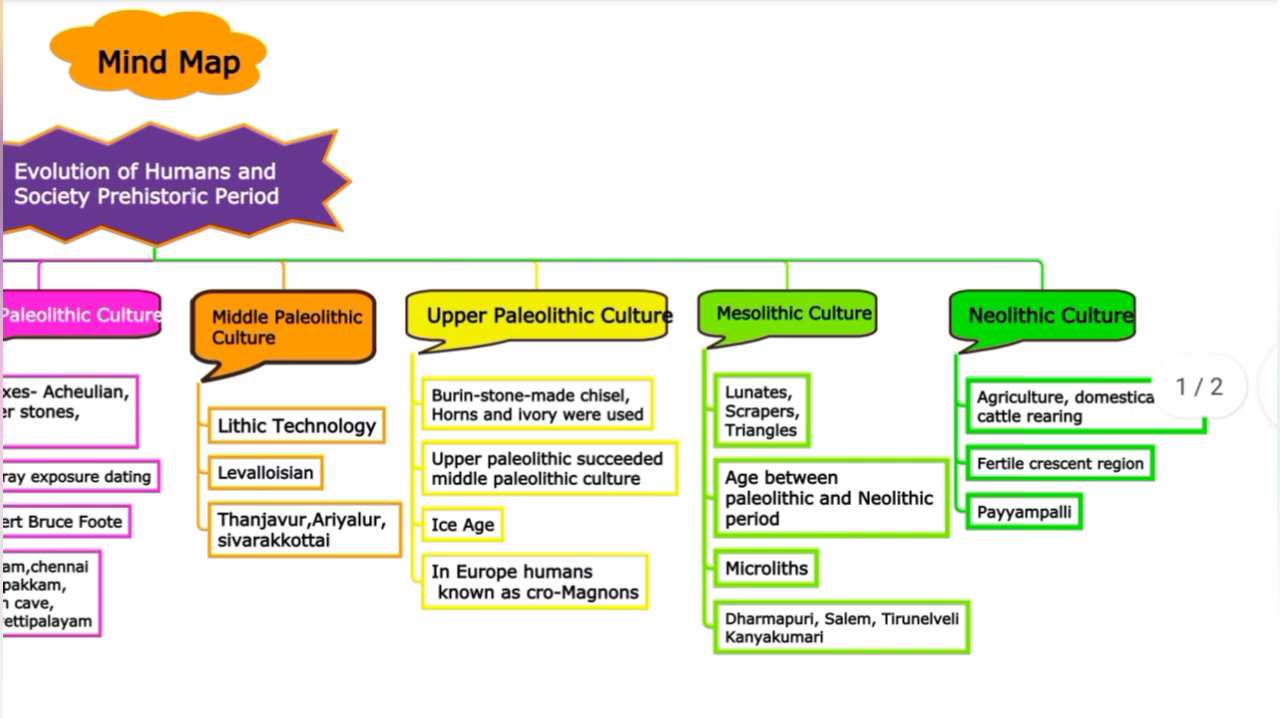 Mind Map
Evolution of Humans and
Society Prehistoric Period
Paleolithic Culture
xes- Acheulian,
er stones,
ray exposure dating
ert Bruce Foote
am,chennai
pakkam,
n cave,
ettipalayam
Middle Paleolithic
Culture
Lithic Technology
Levalloisian
Thanjavur,Ariyalur,
sivarakkottai
Upper Paleolithic Culture
Burin-stone-made chisel,
Horns and ivory were used
Upper paleolithic succeeded
middle paleolithic culture
Ice Age
In Europe humans
known as cro-Magnons
Mesolithic Culture
Lunates,
Scrapers,
Triangles
Age between
paleolithic and Neolithic
period
Microliths
Dharmapuri, Salem, Tirunelveli
Kanyakumari
Neolithic Culture
Agriculture, domestica
cattle rearing
Fertile crescent region
Payyampalli
1 / 2